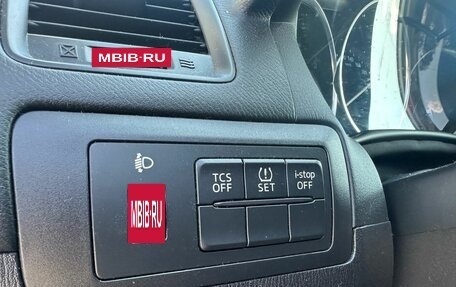 MBIB·RU
TCS
OFF
SET
i-stop
OFF
MBIB·RU